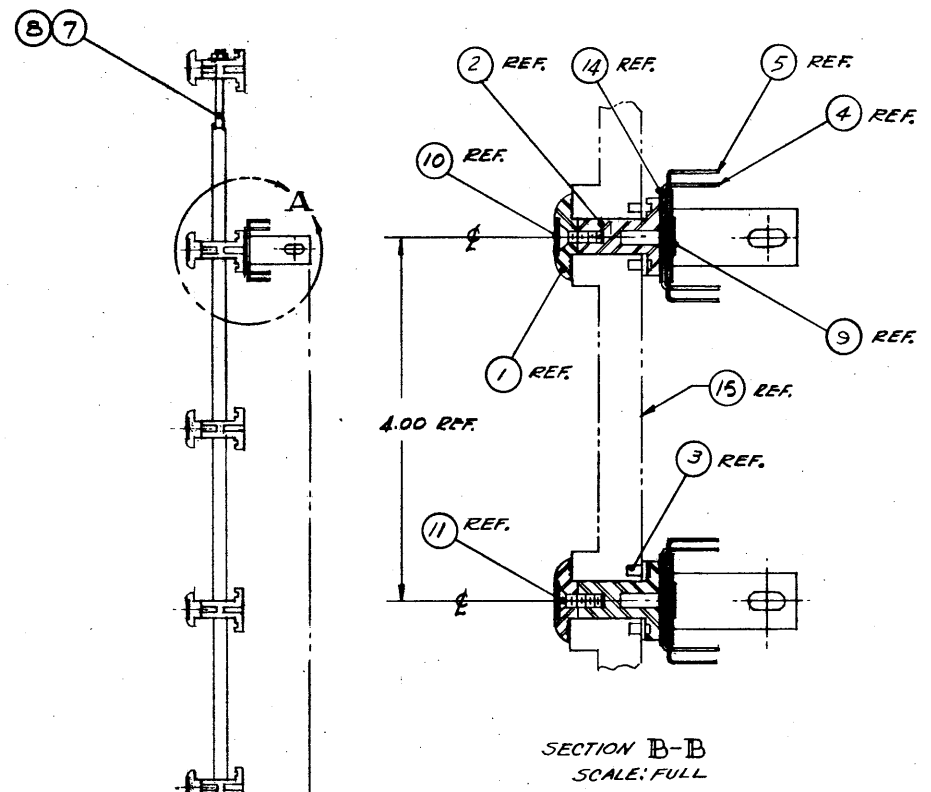 8 7
2 REF.
14 REF.
5 REF.
4 REF.
10 REF.
A
℄
9 REF.
1 REF.
15 REF.
4.00 REF.
3 REF.
11 REF.
℄
SECTION B-B
SCALE: FULL